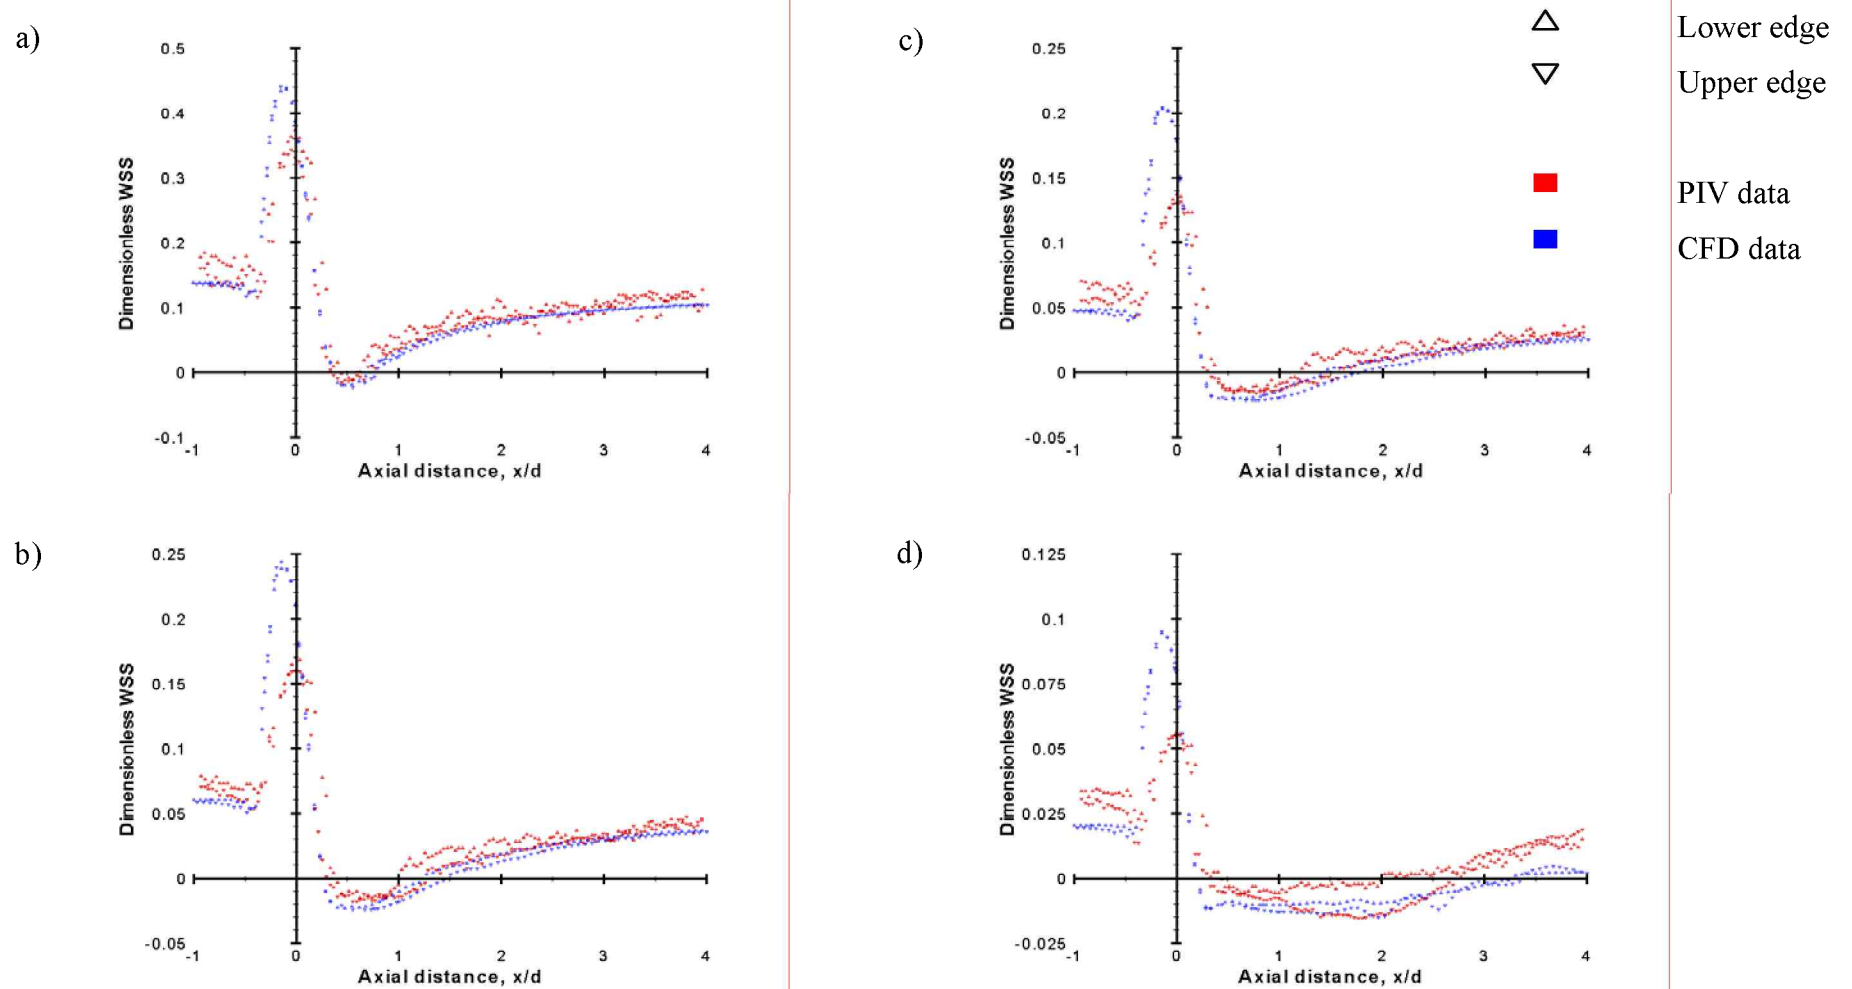 a)
0.5
0.4
0.3
0.2
0.1
0
-0.1
Dimensionless WSS
-1 0 1 2 3 4
Axial distance, x/d
c)
0.25
0.2
0.15
0.1
0.05
0
-0.05
Dimensionless WSS
-1 0 1 2 3 4
Axial distance, x/d
Lower edge
Upper edge
PIV data
CFD data
b)
0.25
0.2
0.15
0.1
0.05
0
-0.05
Dimensionless WSS
-1 0 1 2 3 4
Axial distance, x/d
d)
0.125
0.1
0.075
0.05
0.025
0
-0.025
Dimensionless WSS
-1 0 1 2 3 4
Axial distance, x/d